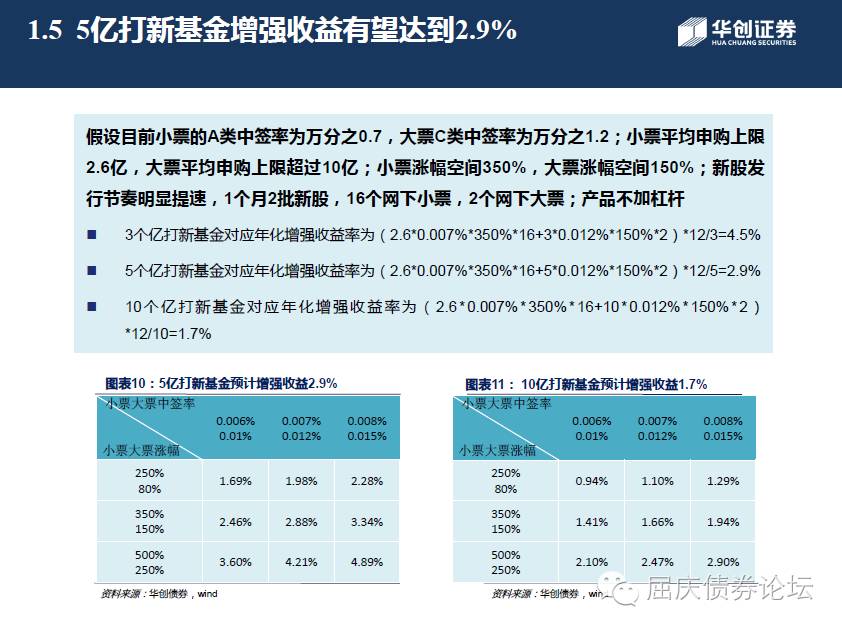 1.5 5亿打新基金增强收益有望达到2.9%
华创证券
HUA CHUANG SECURITIES
假设目前小票的A类中签率为万分之0.7，大票C类中签率为万分之1.2；小票平均申购上限
2.6亿，大票平均申购上限超过10亿；小票涨幅空间350%，大票涨幅空间150%；新股发
行节奏明显提速，1个月2批新股，16个网下小票，2个网下大票；产品不加杠杆
■ 3个亿打新基金对应年化增强收益率为（2.6*0.007%*350%*16+3*0.012%*150%*2）*12/3=4.5%
■ 5个亿打新基金对应年化增强收益率为（2.6*0.007%*350%*16+5*0.012%*150%*2）*12/5=2.9%
■ 10个亿打新基金对应年化增强收益率为（2.6*0.007%*350%*16+10*0.012%*150%*2）
*12/10=1.7%
图表10：5亿打新基金预计增强收益2.9%
小票大票中签率
0.006% 0.007% 0.008%
0.01% 0.012% 0.015%
小票大票涨幅
250%
80%
1.69% 1.98% 2.28%
350%
150%
2.46% 2.88% 3.34%
500%
250%
3.60% 4.21% 4.89%
资料来源：华创债券，wind
图表11： 10亿打新基金预计增强收益1.7%
小票大票中签率
0.006% 0.007% 0.008%
0.01% 0.012% 0.015%
小票大票涨幅
250%
80%
0.94% 1.10% 1.29%
350%
150%
1.41% 1.66% 1.94%
500%
250%
2.10% 2.47% 2.90%
资料来源：华创债券，win
屈庆债券论坛